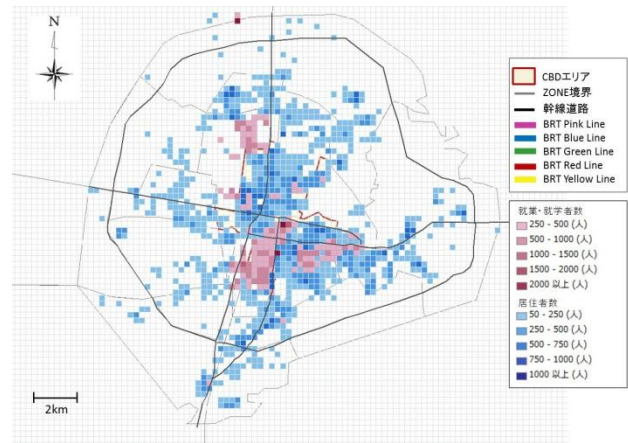 N
CBDエリア
ZONE境界
幹線道路
BRT Pink Line
BRT Blue Line
BRT Green Line
BRT Red Line
BRT Yellow Line
就業・就学者数
250 - 500 (人)
500 - 1000 (人)
1000 - 1500 (人)
1500 - 2000 (人)
2000 以上 (人)
居住者数
50 - 250 (人)
250 - 500 (人)
500 - 750 (人)
750 - 1000 (人)
1000 以上 (人)
2km